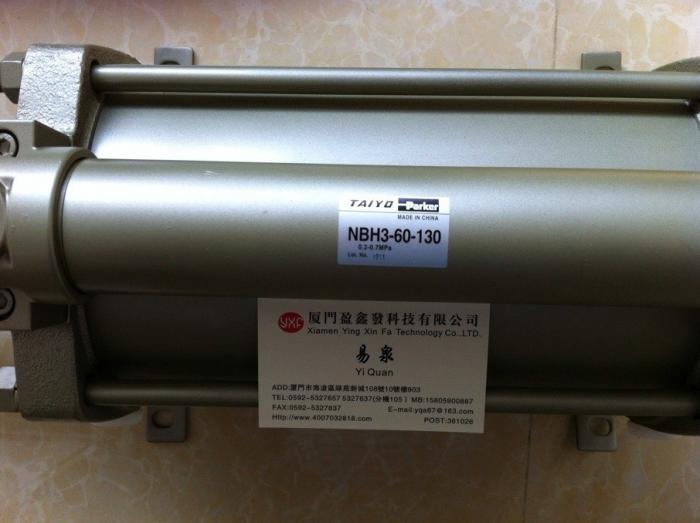 TAIYO Parker
MADE IN CHINA
NBH3-60-130
0.2-0.7MPa
Lot. No.
YXF 厦門盈鑫發科技有限公司
Xiamen Ying Xin Fa Technology Co.,LTD.
易泉
Yi Quan
ADD:厦門市海滄區綠苑新城108號10號樓903
TEL:0592-5327657 5327637(分機105) MB:15805900887
FAX:0592-5327837 E-mail:yqa67@163.com
Http://www.4007032818.com POST:361026